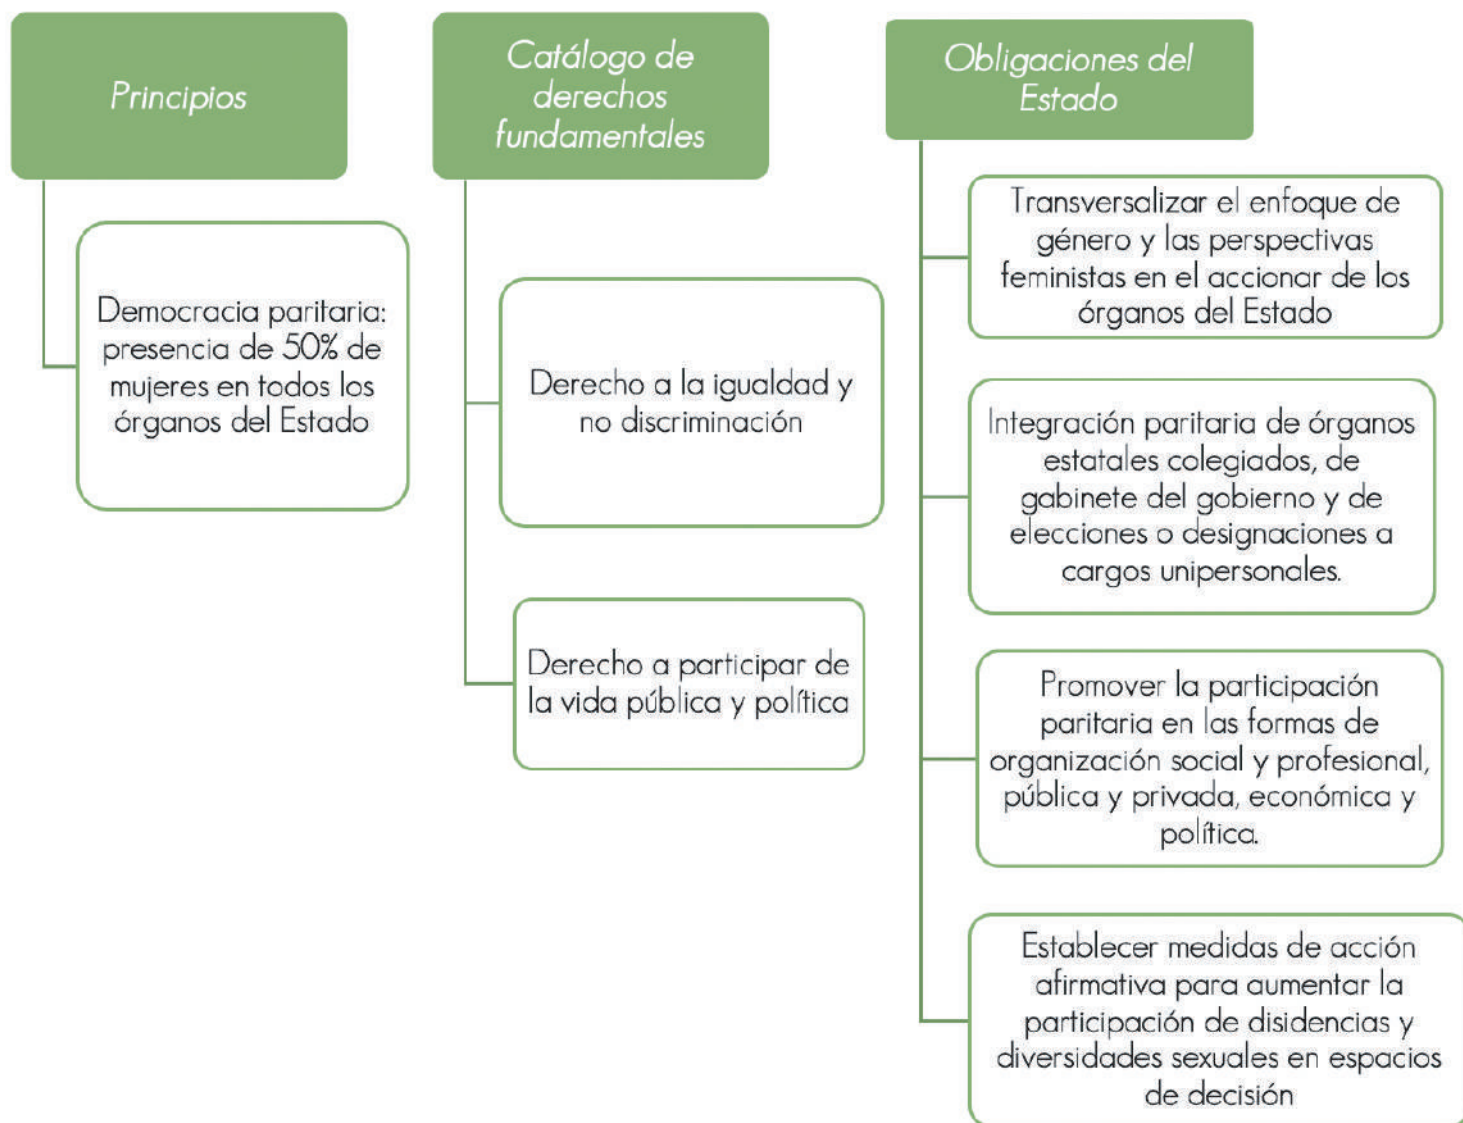 Principios
Democracia paritaria:
presencia de 50% de
mujeres en todos los
órganos del Estado
Catálogo de
derechos
fundamentales
Derecho a la igualdad y
no discriminación
Derecho a participar de
la vida pública y política
Obligaciones del
Estado
Transversalizar el enfoque de
género y las perspectivas
feministas en el accionar de los
órganos del Estado
Integración paritaria de órganos
estatales colegiados, de
gabinete del gobierno y de
elecciones o designaciones a
cargos unipersonales.
Promover la participación
paritaria en las formas de
organización social y profesional,
pública y privada, económica y
política.
Establecer medidas de acción
afirmativa para aumentar la
participación de disidencias y
diversidades sexuales en espacios
de decisión